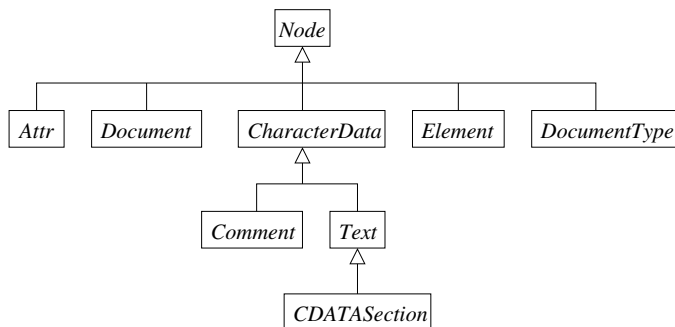 Node
Attr Document CharacterData Element DocumentType
Comment Text
CDATASection